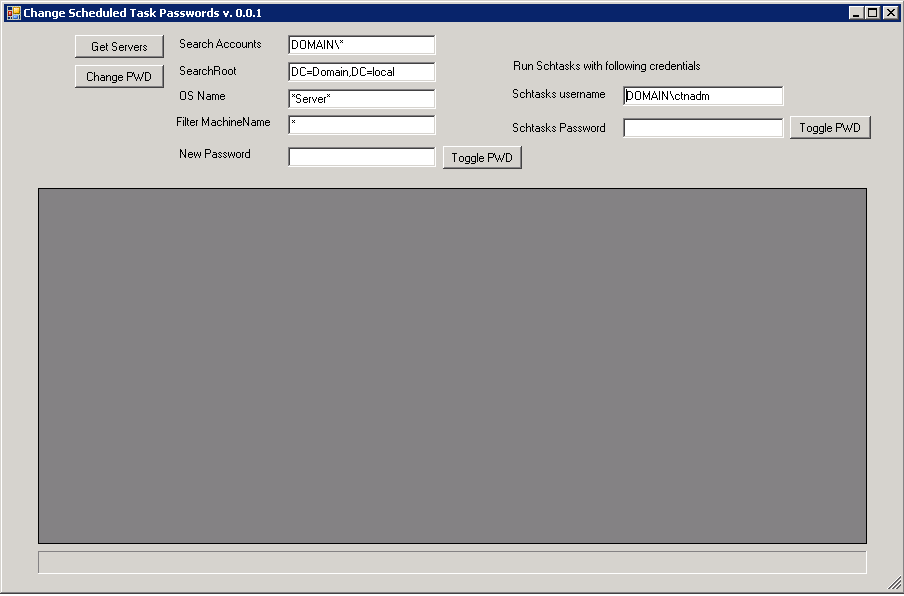 Change Scheduled Task Passwords v. 0.0.1
Get Servers
Change PWD
Search Accounts
DOMAIN\*
SearchRoot
DC=Domain,DC=local
OS Name
*Server*
Filter MachineName
*
New Password
Toggle PWD
Run Schtasks with following credentials
Schtasks username
DOMAIN\ctnadm
Schtasks Password
Toggle PWD